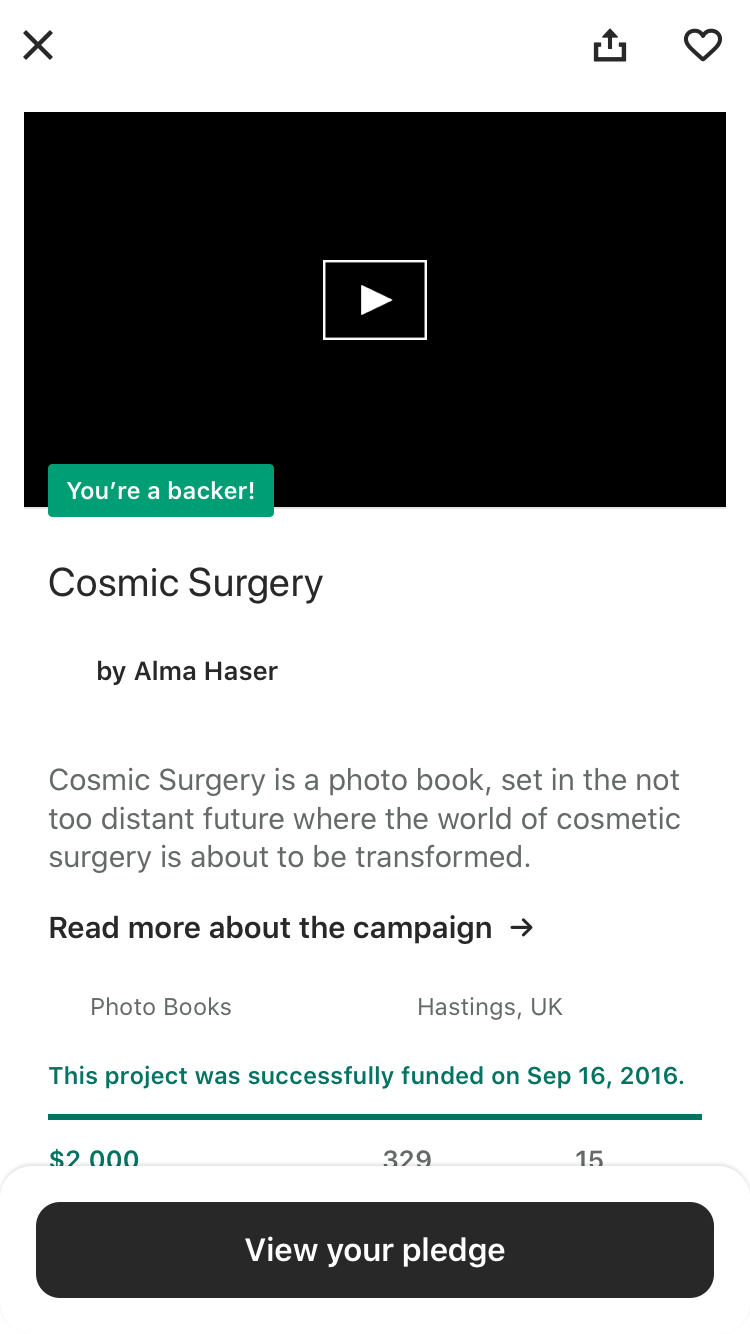 You’re a backer!
Cosmic Surgery
by Alma Haser
Cosmic Surgery is a photo book, set in the not
too distant future where the world of cosmetic
surgery is about to be transformed.
Read more about the campaign →
Photo Books Hastings, UK
This project was successfully funded on Sep 16, 2016.
$2,000 329 15
View your pledge